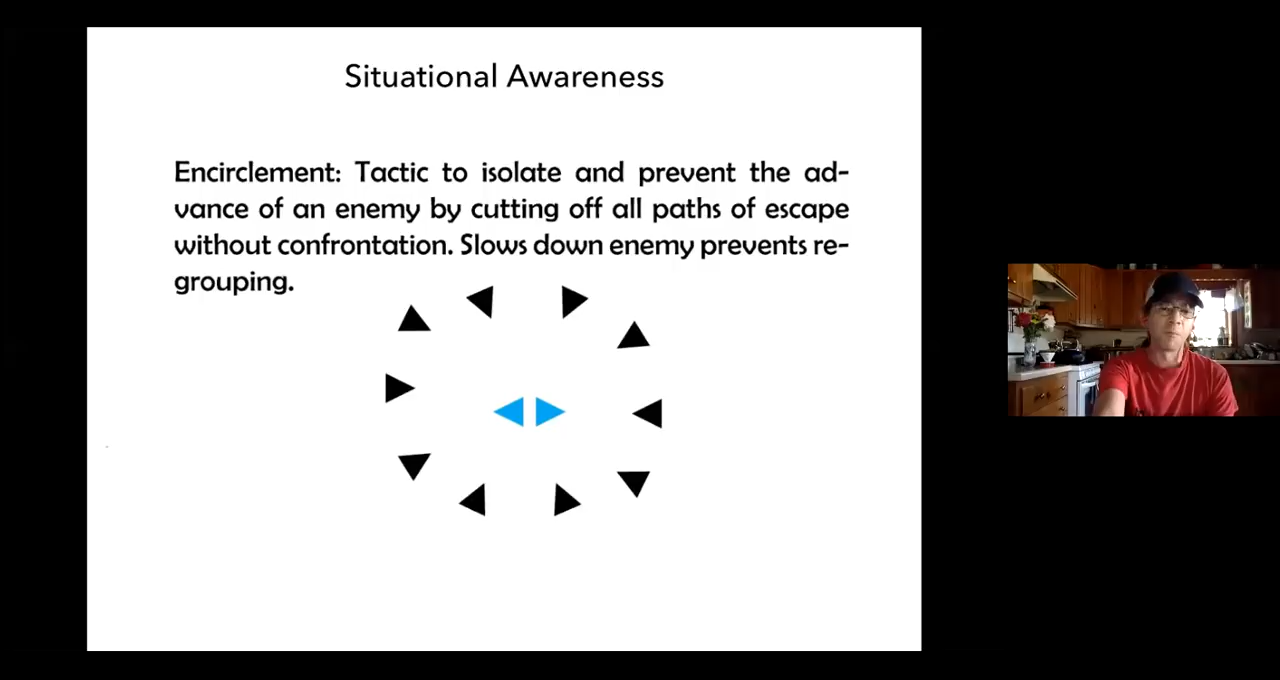 Situational Awareness
Encirclement: Tactic to isolate and prevent the ad-
vance of an enemy by cutting off all paths of escape
without confrontation. Slows down enemy prevents re-
grouping.